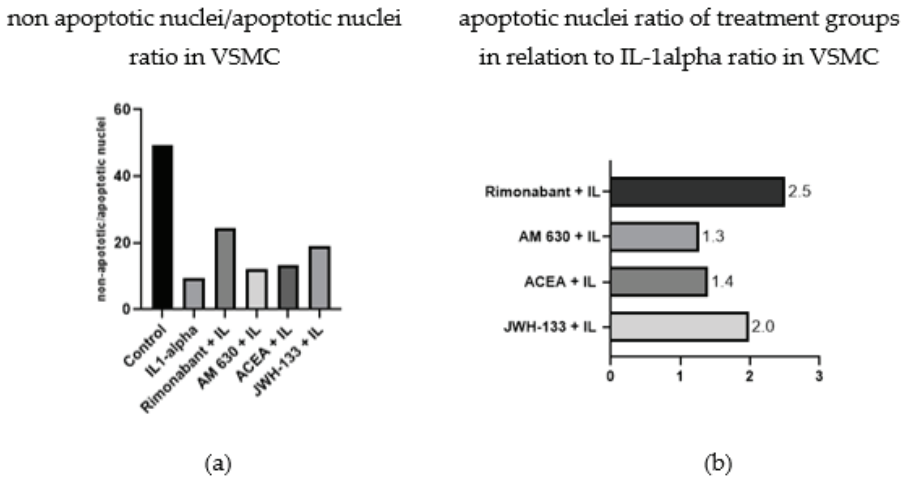 non apoptotic nuclei/apoptotic nuclei
ratio in VSMC
non-apototic/apoptotic nuclei
60
40
20
0
Control
IL1-alpha
Rimonabant + IL
AM 630 + IL
ACEA + IL
JWH-133 + IL
(a)
apoptotic nuclei ratio of treatment groups
in relation to IL-1alpha ratio in VSMC
Rimonabant + IL
2.5
AM 630 + IL
1.3
ACEA + IL
1.4
JWH-133 + IL
2.0
0 1 2 3
(b)